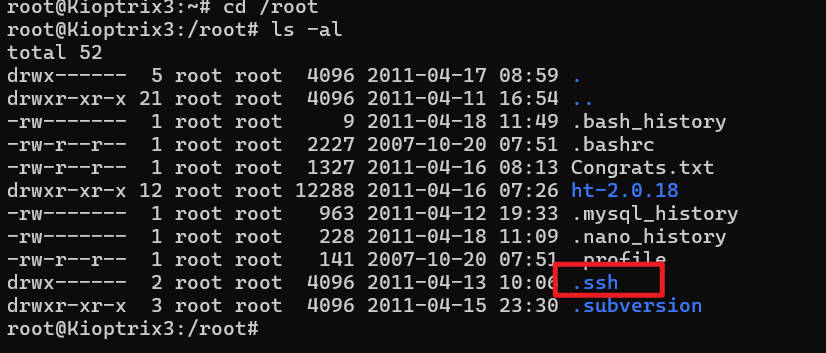 root@Kioptrix3:~# cd /root
root@Kioptrix3:/root# ls -al
total 52
drwx------  5 root root  4096 2011-04-17 08:59 .
drwxr-xr-x 21 root root  4096 2011-04-11 16:54 ..
-rw-------  1 root root     9 2011-04-18 11:49 .bash_history
-rw-r--r--  1 root root  2227 2007-10-20 07:51 .bashrc
-rw-r--r--  1 root root  1327 2011-04-16 08:13 Congrats.txt
drwxr-xr-x 12 root root 12288 2011-04-16 07:26 ht-2.0.18
-rw-------  1 root root   963 2011-04-12 19:33 .mysql_history
-rw-------  1 root root   228 2011-04-18 11:09 .nano_history
-rw-r--r--  1 root root   141 2007-10-20 07:51 .profile
drwx------  2 root root  4096 2011-04-13 10:06 .ssh
drwxr-xr-x  3 root root  4096 2011-04-15 23:30 .subversion
root@Kioptrix3:/root#